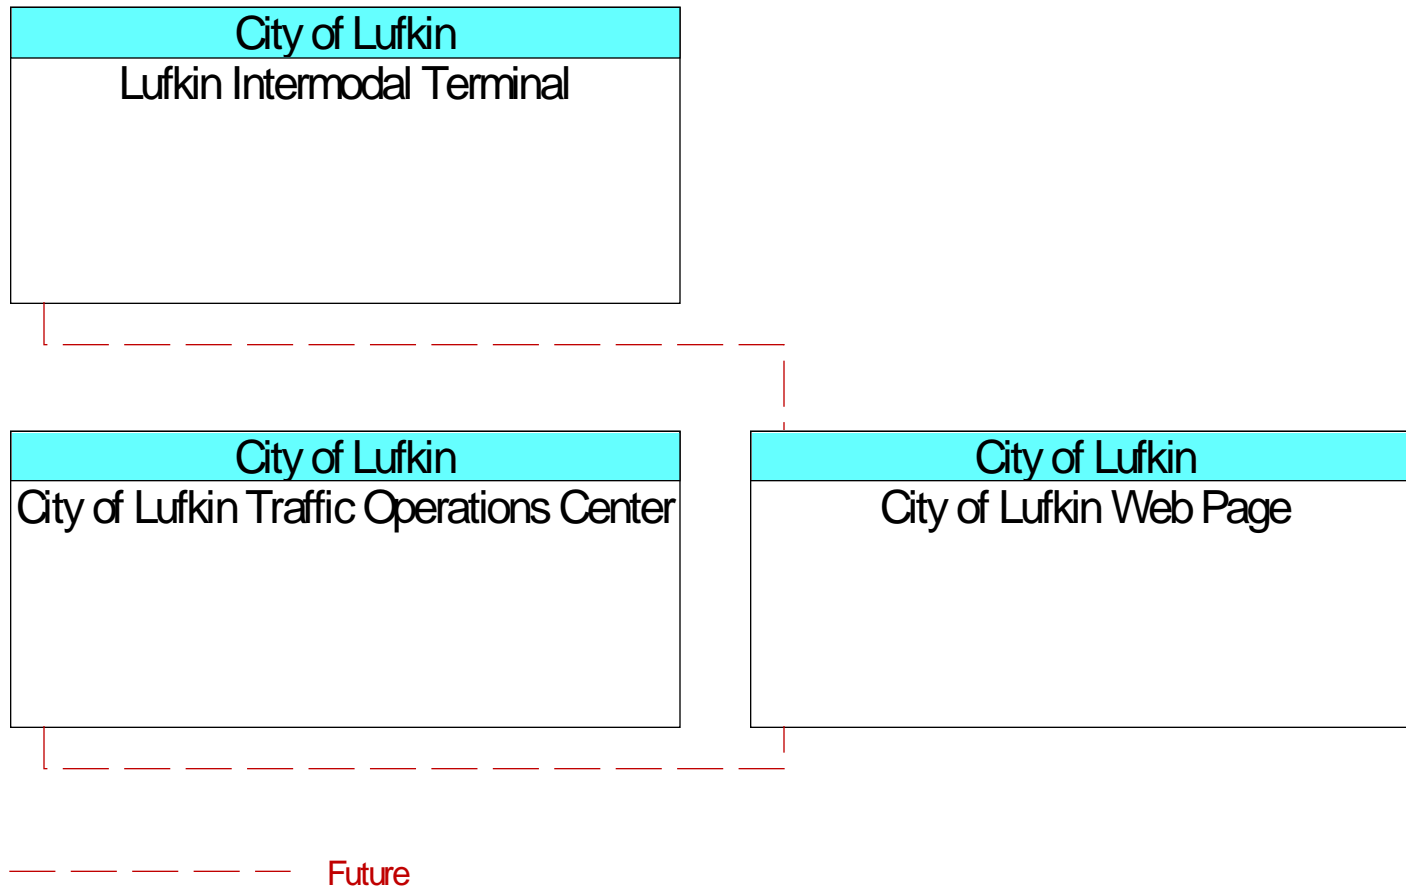 City of Lufkin
Lufkin Intermodal Terminal
City of Lufkin
City of Lufkin Traffic Operations Center
City of Lufkin
City of Lufkin Web Page
Future